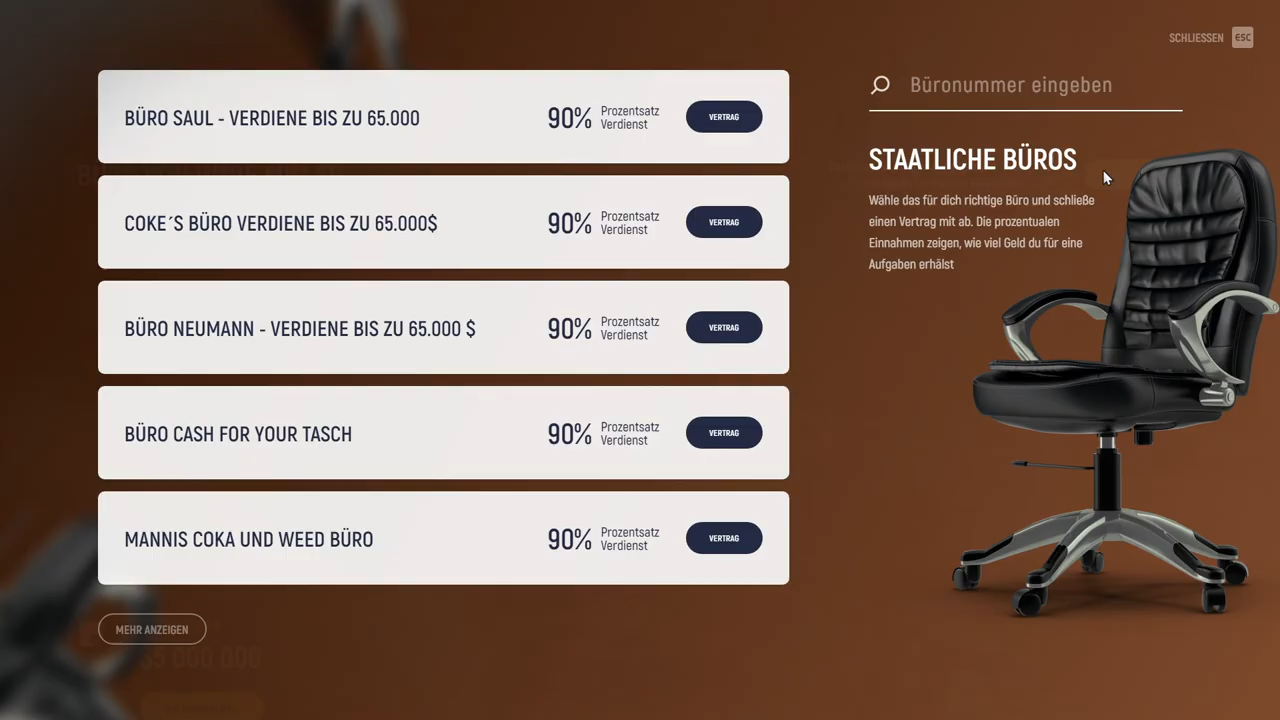 SCHLIESSEN ESC
Büronummer eingeben
BÜRO SAUL - VERDIENE BIS ZU 65.000
90%
Prozentsatz
Verdienst
VERTRAG
COKE´S BÜRO VERDIENE BIS ZU 65.000$
90%
Prozentsatz
Verdienst
VERTRAG
BÜRO NEUMANN - VERDIENE BIS ZU 65.000 $
90%
Prozentsatz
Verdienst
VERTRAG
BÜRO CASH FOR YOUR TASCH
90%
Prozentsatz
Verdienst
VERTRAG
MANNIS COKA UND WEED BÜRO
90%
Prozentsatz
Verdienst
VERTRAG
MEHR ANZEIGEN
$5 000 000
STAATLICHE BÜROS
Wähle das für dich richtige Büro und schließe
einen Vertrag mit ab. Die prozentualen
Einnahmen zeigen, wie viel Geld du für eine
Aufgaben erhälst